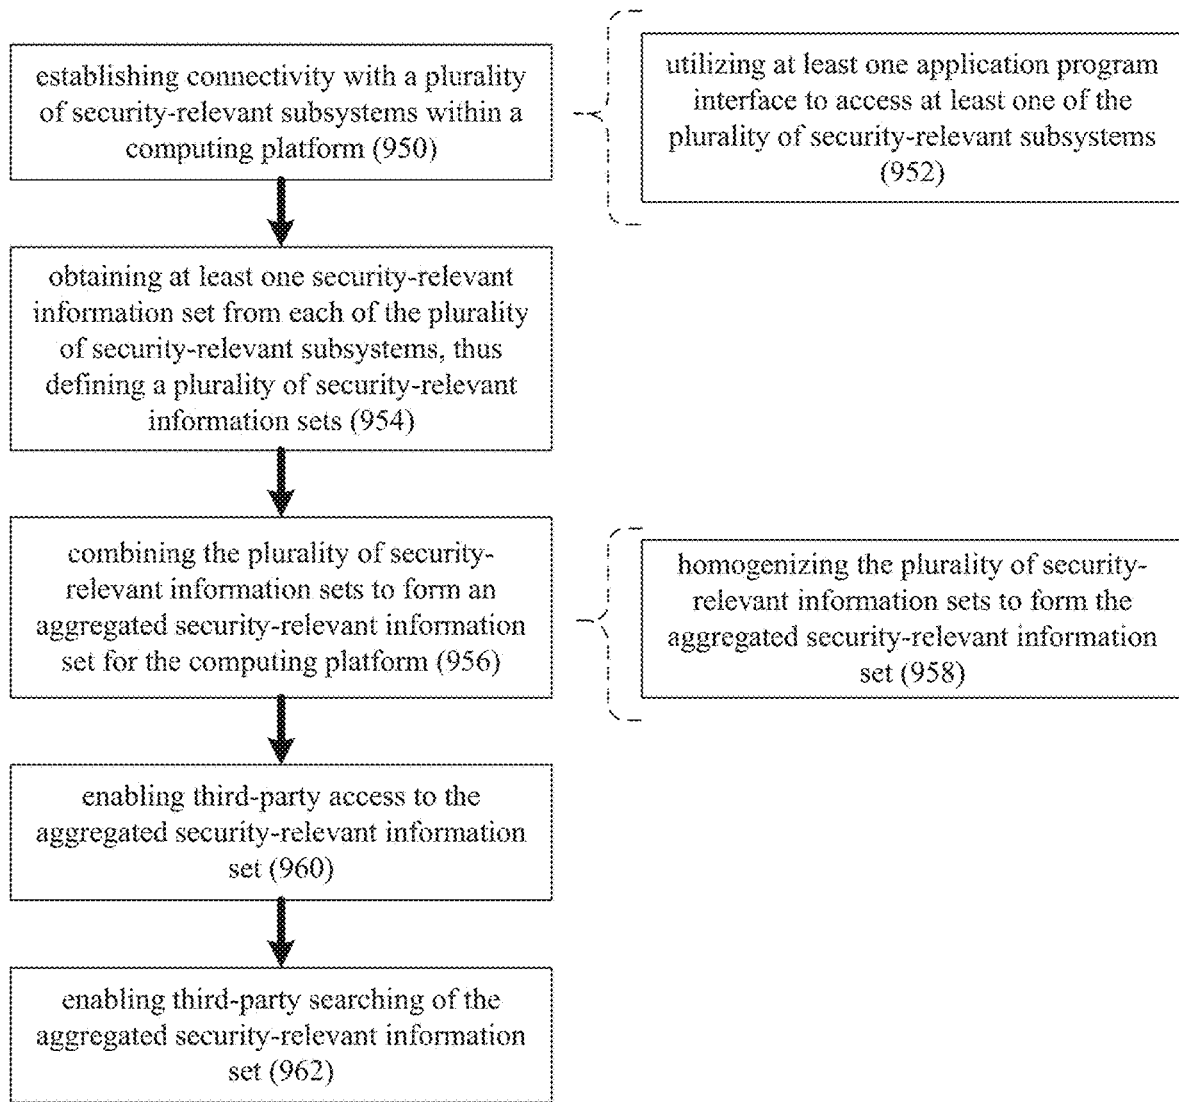 establishing connectivity with a plurality
of security-relevant subsystems within a
computing platform (950)
utilizing at least one application program
interface to access at least one of the
plurality of security-relevant subsystems
(952)
obtaining at least one security-relevant
information set from each of the plurality
of security-relevant subsystems, thus
defining a plurality of security-relevant
information sets (954)
combining the plurality of security-
relevant information sets to form an
aggregated security-relevant information
set for the computing platform (956)
homogenizing the plurality of security-
relevant information sets to form the
aggregated security-relevant information
set (958)
enabling third-party access to the
aggregated security-relevant information
set (960)
enabling third-party searching of the
aggregated security-relevant information
set (962)